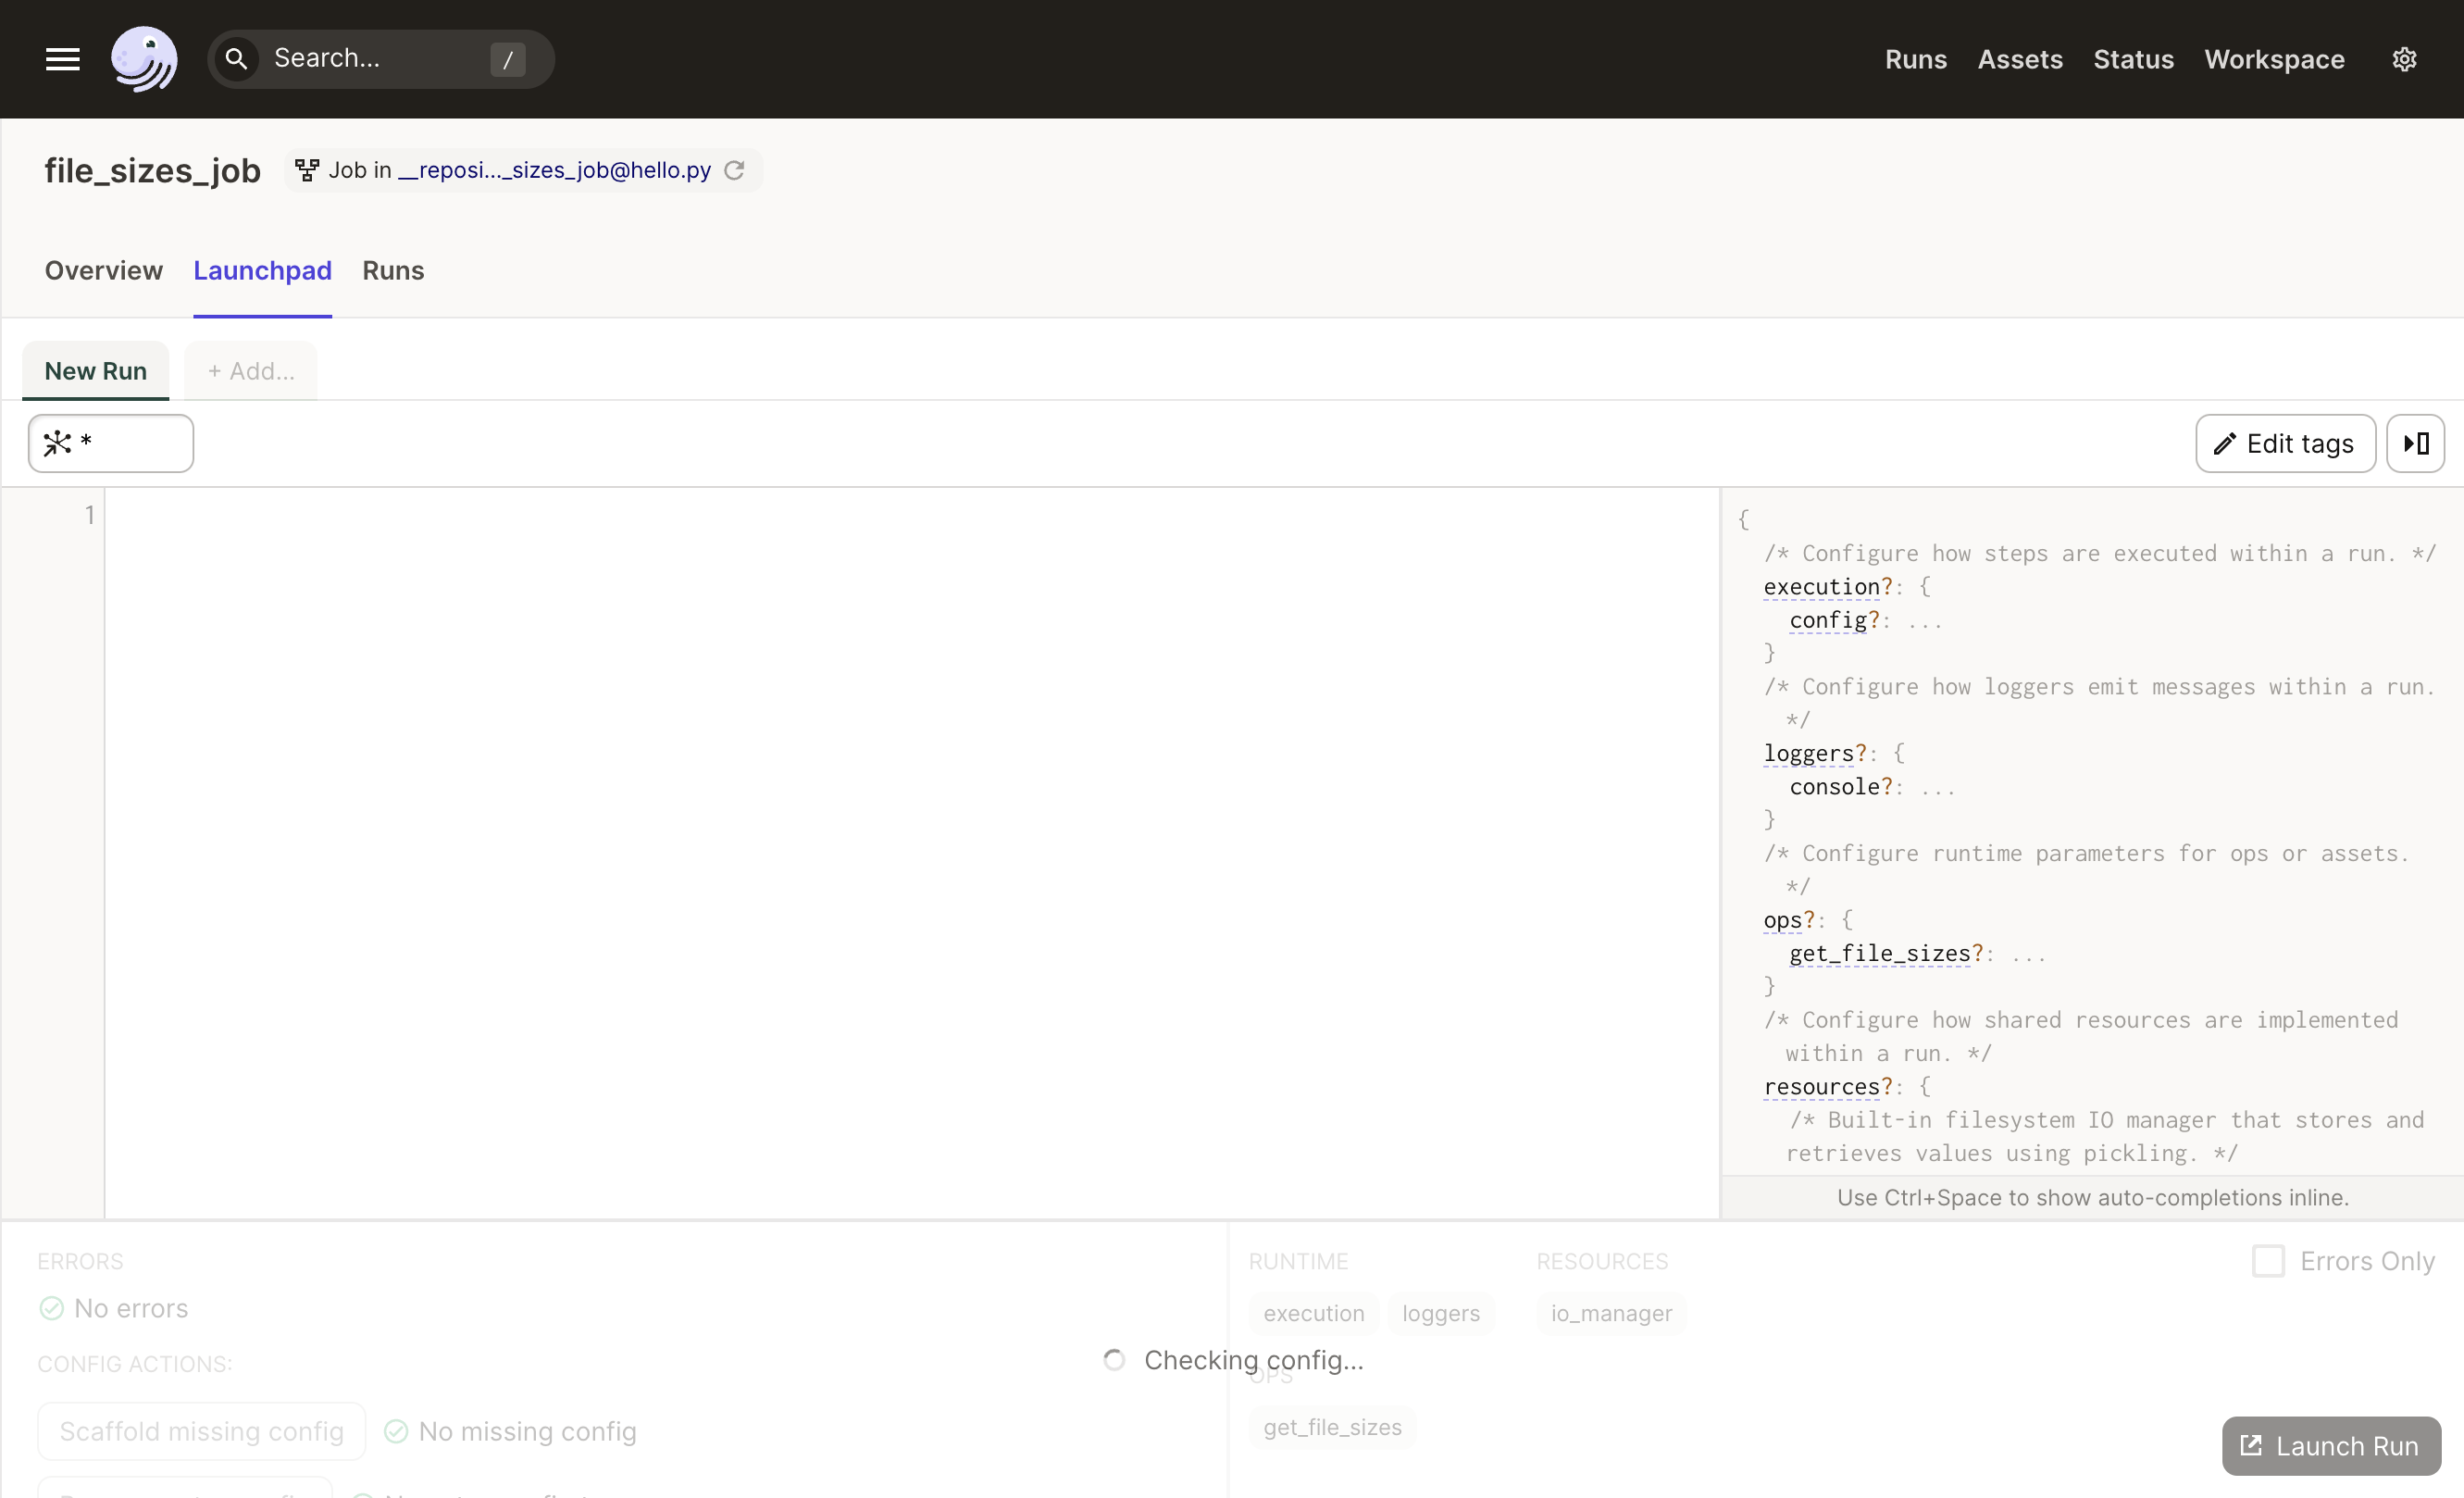 Search... /
Runs Assets Status Workspace
file_sizes_job Job in __reposi..._sizes_job@hello.py
Overview Launchpad Runs
New Run + Add...
* Edit tags
1
{
/* Configure how steps are executed within a run. */
execution?: {
config?: ...
}
/* Configure how loggers emit messages within a run.
*/
loggers?: {
console?: ...
}
/* Configure runtime parameters for ops or assets.
*/
ops?: {
get_file_sizes?: ...
}
/* Configure how shared resources are implemented
within a run. */
resources?: {
/* Built-in filesystem IO manager that stores and
retrieves values using pickling. */
Use Ctrl+Space to show auto-completions inline.
ERRORS
No errors
CONFIG ACTIONS:
Scaffold missing config No missing config
Checking config...
RUNTIME
execution loggers
RESOURCES
io_manager
OPS
get_file_sizes
Errors Only
Launch Run